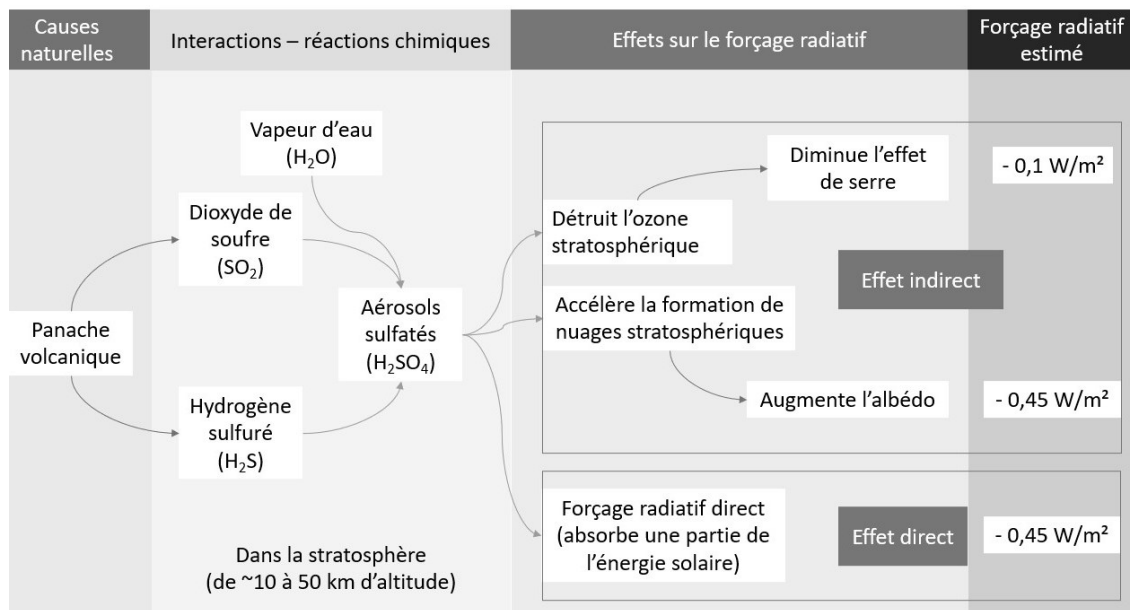 Causes
naturelles
Interactions – réactions chimiques
Effets sur le forçage radiatif
Forçage radiatif
estimé
Vapeur d'eau
(H₂O)
Dioxyde de
soufre
(SO₂)
Panache
volcanique
Hydrogène
sulfuré
(H₂S)
Aérosols
sulfatés
(H₂SO₄)
Dans la stratosphère
(de ~10 à 50 km d'altitude)
Détruit l'ozone
stratosphérique
Diminue l'effet
de serre
- 0,1 W/m²
Effet indirect
Accélère la formation de
nuages stratosphériques
Augmente l'albédo
- 0,45 W/m²
Forçage radiatif direct
(absorbe une partie de
l'énergie solaire)
Effet direct
- 0,45 W/m²